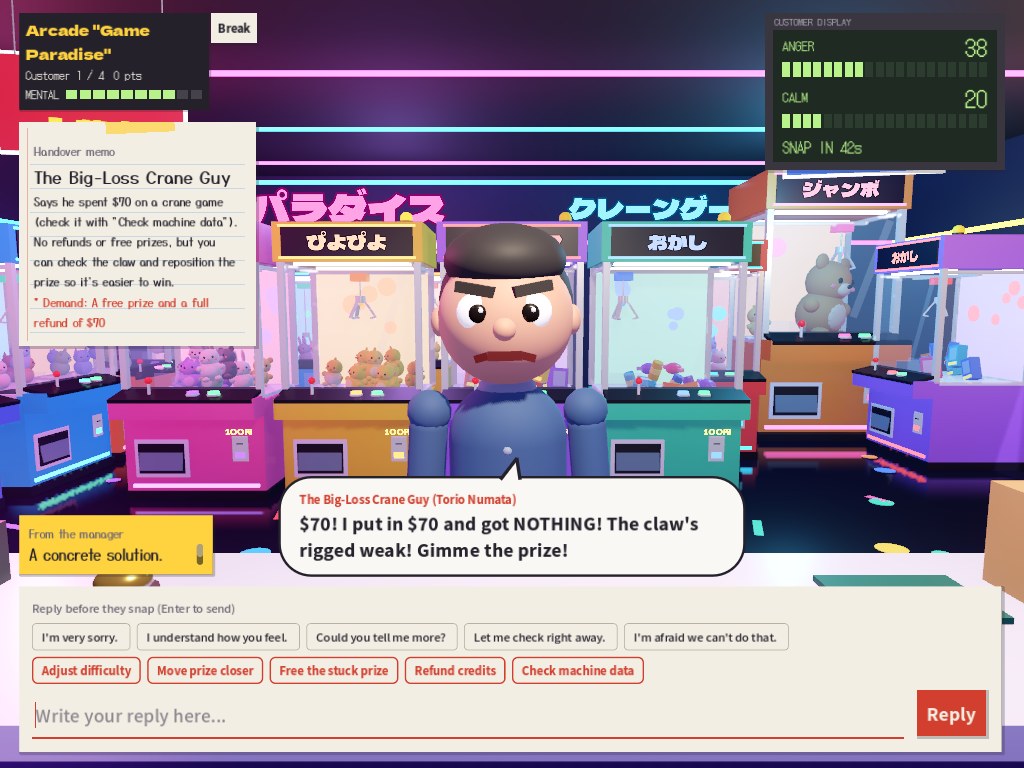 Arcade "Game
Paradise"
Customer 1 / 4 0 pts
MENTAL
Break
CUSTOMER DISPLAY
ANGER
38
CALM
20
SNAP IN 42s
Handover memo
The Big-Loss Crane Guy
Says he spent $70 on a crane game
(check it with "Check machine data").
No refunds or free prizes, but you
can check the claw and reposition the
prize so it's easier to win.
* Demand: A free prize and a full
refund of $70
パラダイス
クレーンゲー
ジャンボ
ぴよぴよ
おかし
おかし
100円
100
100円
The Big-Loss Crane Guy (Torio Numata)
$70! I put in $70 and got NOTHING! The claw's
rigged weak! Gimme the prize!
From the manager
A concrete solution.
Reply before they snap (Enter to send)
I'm very sorry.
I understand how you feel.
Could you tell me more?
Let me check right away.
I'm afraid we can't do that.
Adjust difficulty
Move prize closer
Free the stuck prize
Refund credits
Check machine data
Write your reply here...
Reply